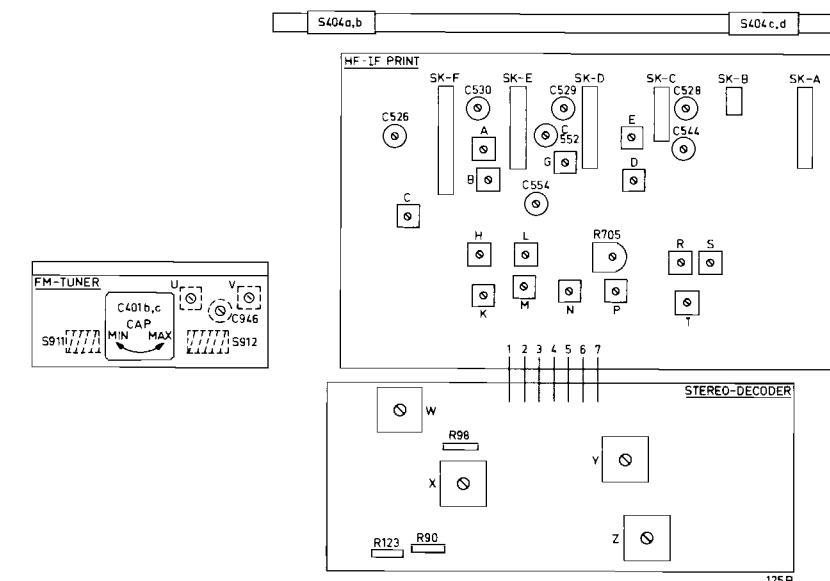 S404a,b
S404c,d
HF-IF PRINT
SK-F
SK-E
SK-D
SK-C
SK-B
SK-A
C530
C529
C528
C526
A
C
552
E
C544
G
B
D
C554
C
H
L
R705
R
S
K
M
N
P
T
FM-TUNER
U
V
C401b,c
CAP
MIN
MAX
C946
S911
S912
1 2 3 4 5 6 7
STEREO-DECODER
W
R98
X
Y
Z
R123
R90
125B